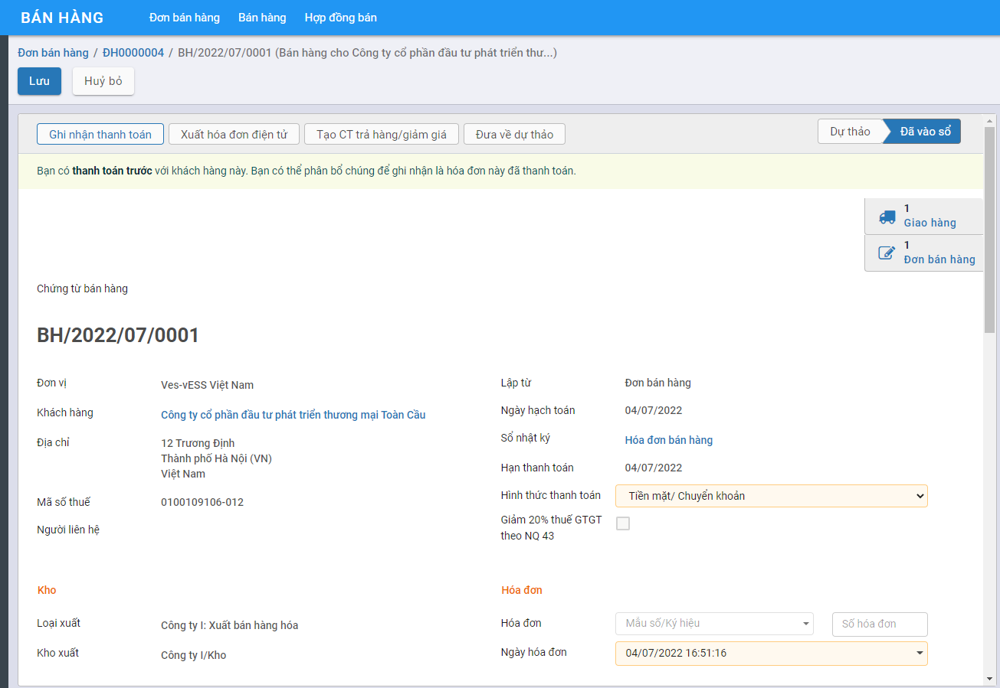 BÁN HÀNG Đơn bán hàng Bán hàng Hợp đồng bán
Đơn bán hàng / ĐH0000004 / BH/2022/07/0001 (Bán hàng cho Công ty cổ phần đầu tư phát triển thư...)
Lưu Huỷ bỏ
Ghi nhận thanh toán Xuất hóa đơn điện tử Tạo CT trả hàng/giảm giá Đưa về dự thảo Dự thảo Đã vào sổ
Bạn có thanh toán trước với khách hàng này. Bạn có thể phân bổ chúng để ghi nhận là hóa đơn này đã thanh toán.
1
Giao hàng
1
Đơn bán hàng
Chứng từ bán hàng
BH/2022/07/0001
Đơn vị Ves-vESS Việt Nam
Khách hàng Công ty cổ phần đầu tư phát triển thương mại Toàn Cầu
Địa chỉ 12 Trương Định
Thành phố Hà Nội (VN)
Việt Nam
Mã số thuế 0100109106-012
Người liên hệ
Lập từ Đơn bán hàng
Ngày hạch toán 04/07/2022
Sổ nhật ký Hóa đơn bán hàng
Hạn thanh toán 04/07/2022
Hình thức thanh toán Tiền mặt/ Chuyển khoản
Giảm 20% thuế GTGT
theo NQ 43
Kho
Loại xuất Công ty I: Xuất bán hàng hóa
Kho xuất Công ty I/Kho
Hóa đơn
Hóa đơn Mẫu số/Ký hiệu Số hóa đơn
Ngày hóa đơn 04/07/2022 16:51:16